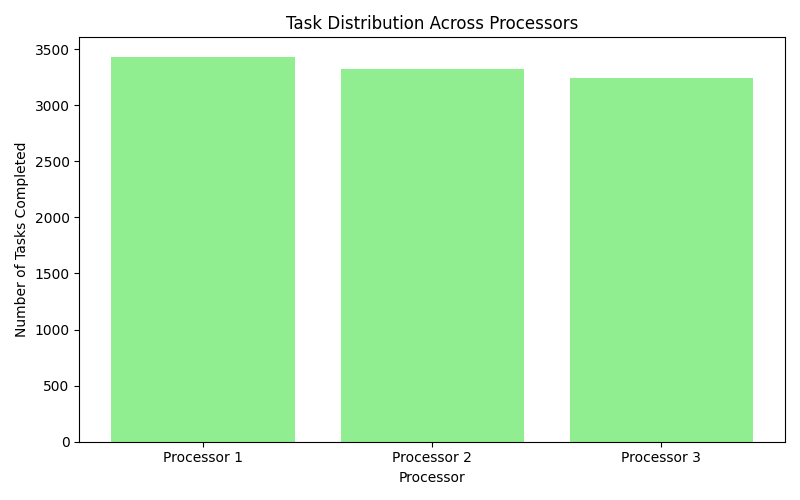 Task Distribution Across Processors
Number of Tasks Completed
3500
3000
2500
2000
1500
1000
500
0
Processor 1
Processor 2
Processor 3
Processor